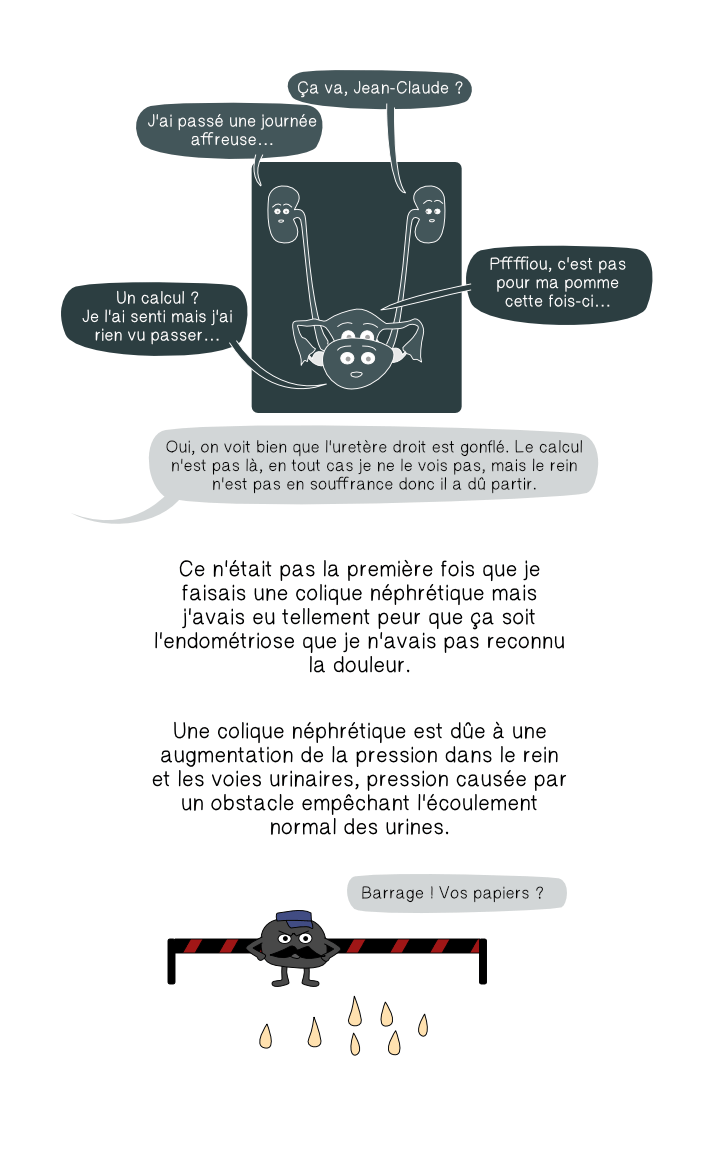 Ça va, Jean-Claude ?
J'ai passé une journée
affreuse...
Pffffiou, c'est pas
pour ma pomme
cette fois-ci...
Un calcul ?
Je l'ai senti mais j'ai
rien vu passer...
Oui, on voit bien que l'uretère droit est gonflé. Le calcul
n'est pas là, en tout cas je ne le vois pas, mais le rein
n'est pas en souffrance donc il a dû partir.
Ce n'était pas la première fois que je
faisais une colique néphrétique mais
j'avais eu tellement peur que ça soit
l'endométriose que je n'avais pas reconnu
la douleur.
Une colique néphrétique est dûe à une
augmentation de la pression dans le rein
et les voies urinaires, pression causée par
un obstacle empêchant l'écoulement
normal des urines.
Barrage ! Vos papiers ?